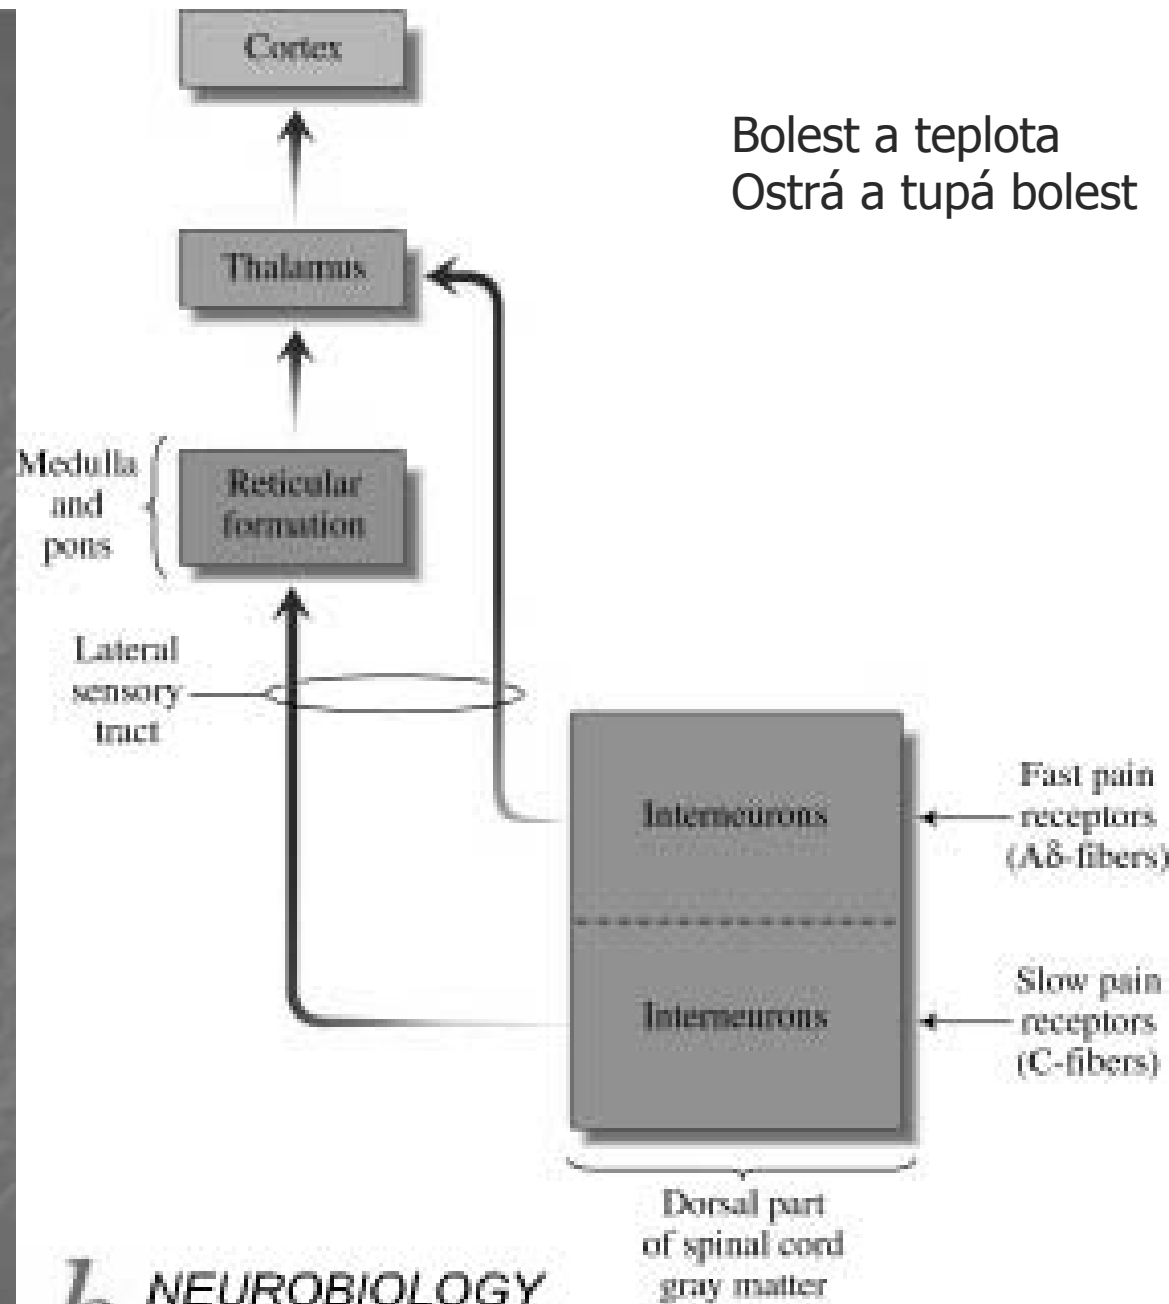 Cortex
Bolest a teplota
Ostrá a tupá bolest
Thalamus
Medulla
and
pons
Reticular
formation
Lateral
sensory
tract
Interneurons
Fast pain
receptors
(Aδ-fibers)
Interneurons
Slow pain
receptors
(C-fibers)
Dorsal part
of spinal cord
gray matter
NEUROBIOLOGY